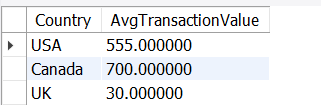 Country AvgTransactionValue
USA 555.000000
Canada 700.000000
UK 30.000000